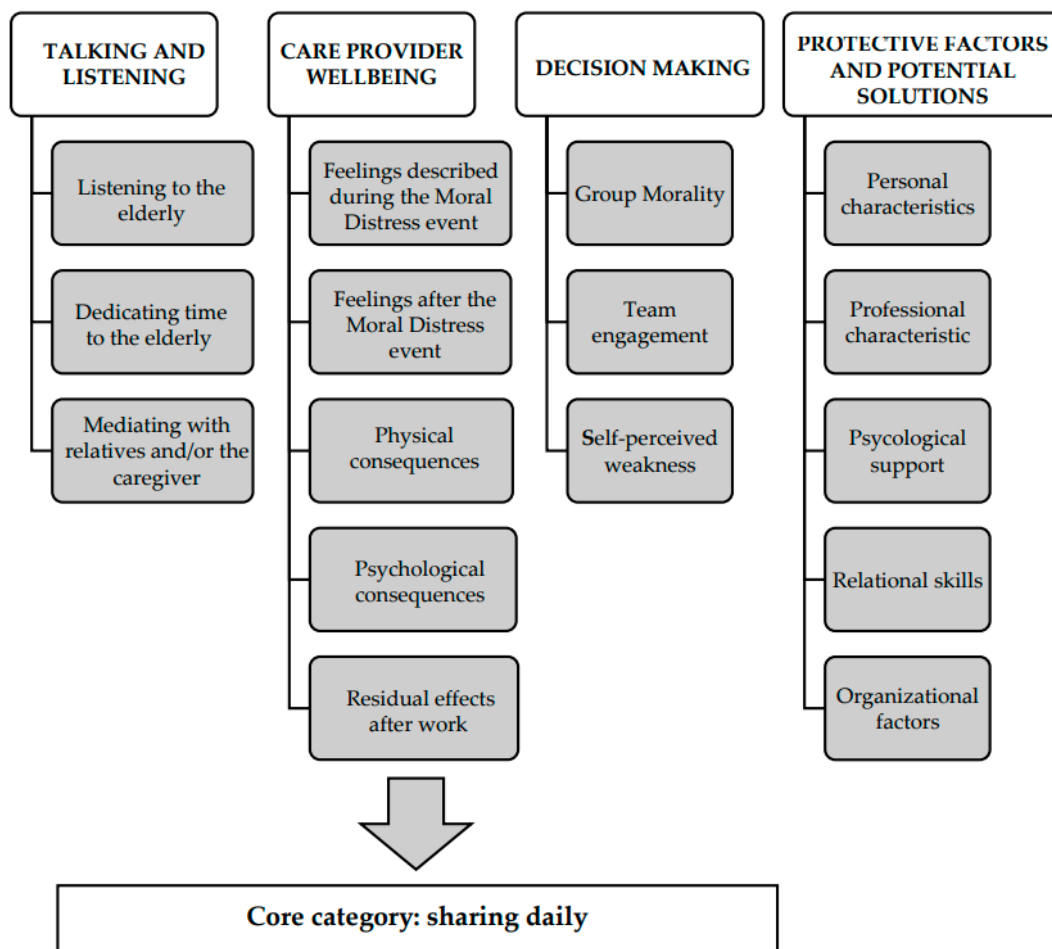 TALKING AND
LISTENING
Listening to the
elderly
Dedicating time
to the elderly
Mediating with
relatives and/or the
caregiver
CARE PROVIDER
WELLBEING
Feelings described
during the Moral
Distress event
Feelings after the
Moral Distress
event
Physical
consequences
Psychological
consequences
Residual effects
after work
DECISION MAKING
Group Morality
Team
engagement
Self-perceived
weakness
PROTECTIVE FACTORS
AND POTENTIAL
SOLUTIONS
Personal
characteristics
Professional
characteristic
Psycological
support
Relational skills
Organizational
factors
Core category: sharing daily